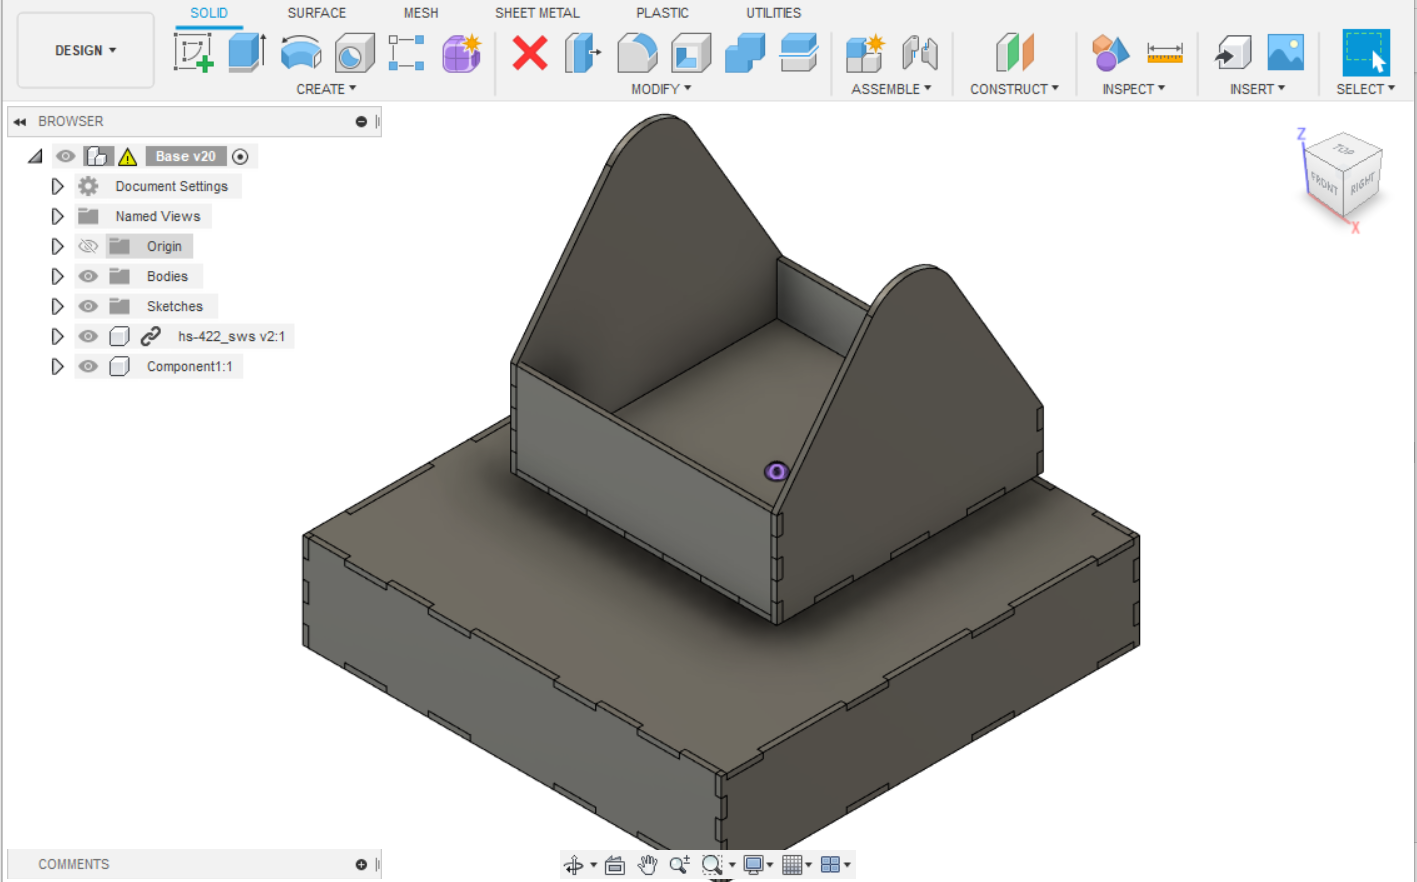 SOLID SURFACE MESH SHEET METAL PLASTIC UTILITIES
DESIGN
CREATE MODIFY ASSEMBLE CONSTRUCT INSPECT INSERT SELECT
BROWSER
Base v20
Document Settings
Named Views
Origin
Bodies
Sketches
hs-422_sws v2:1
Component1:1
Z
TOP
FRONT RIGHT
X
COMMENTS